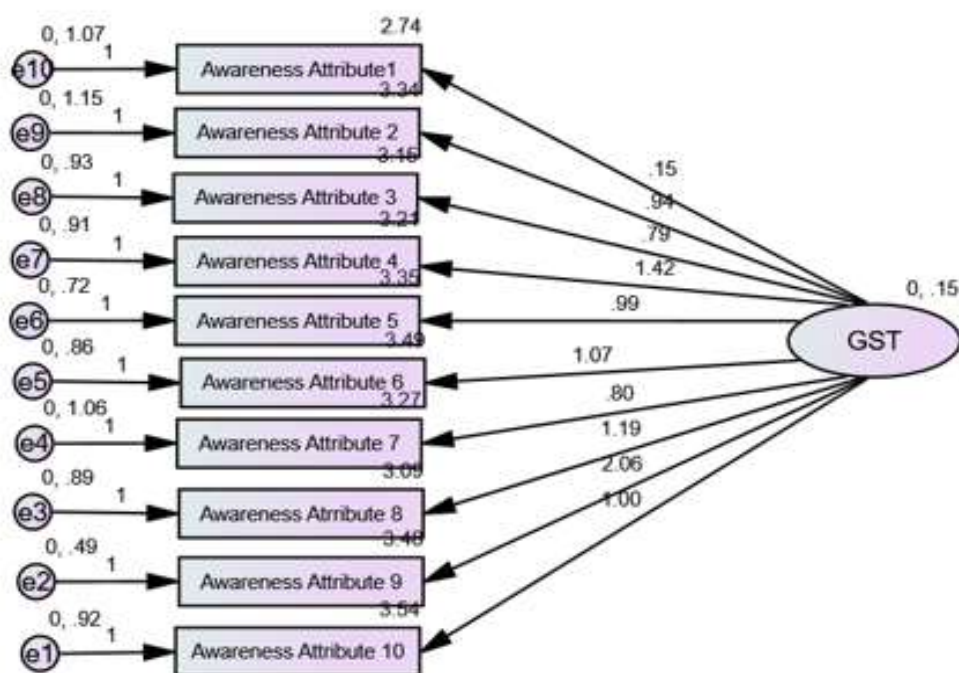 2.74
0, 1.07
1
e10
Awareness Attribute1
3.34
0, 1.15
1
e9
Awareness Attribute 2
3.15
0, .93
1
e8
Awareness Attribute 3
3.21
0, .91
1
e7
Awareness Attribute 4
3.35
0, .72
1
e6
Awareness Attribute 5
3.49
0, .86
1
e5
Awareness Attribute 6
3.27
0, 1.06
1
e4
Awareness Attribute 7
3.09
0, .89
1
e3
Awareness Atrribute 8
3.48
0, .49
1
e2
Awareness Attribute 9
3.54
0, .92
1
e1
Awareness Attribute 10
.15
.94
.79
1.42
.99
1.07
.80
1.19
2.06
1.00
0, .15
GST